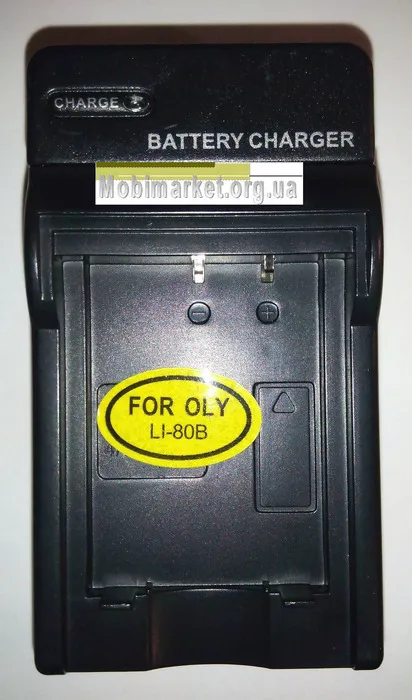 CHARGE
BATTERY CHARGER
Mobimarket.org.ua
FOR OLY
LI-80B